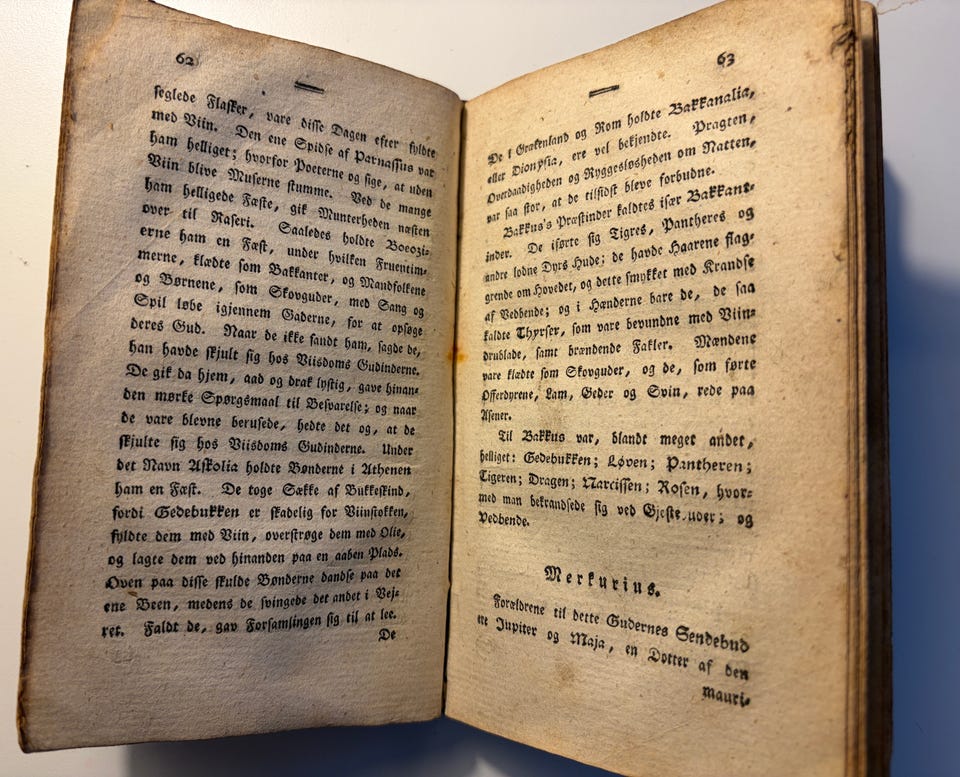 62
seglede Flasker, vare disse Dagen efter fyldte
med Viin. Den ene Spidse af Parnassus var
ham helliget; hvorfor Poeterne og sige, at uden
Viin blive Muserne stumme. Ved de mange
ham helligede Fæste, gik Munterheden næsten
over til Raseri. Saaledes holdte Boeozi-
erne ham en Fæst, under hvilken Fruentim-
merne, klædte som Bakkanter, og Mandfolkene
og Børnene, som Skovguder, med Sang og
Spil løbe igjennem Gaderne, for at opsøge
deres Gud. Naar de ikke fandt ham, sagde de,
han havde skjult sig hos Viisdoms Gudinderne.
De gik da hjem, aad og drak lystig, gave hinan-
den mørke Spørgsmaal til Besvarelse; og naar
de vare blevne berusede, hedte det og, at de
skjulte sig hos Viisdoms Gudinderne. Under
det Navn Askolia holdte Bønderne i Athenen
ham en Fæst. De toge Sække af Bukkeskind,
fordi Gedebukken er skadelig for Viinstokken,
fyldte dem med Viin, overstrøge dem med Olie,
og lagte dem ved hinanden paa en aaben Plads.
Oven paa disse skulde Bønderne dandse paa det
ene Been, medens de svingede det andet i Vej-
ret. Faldt de, gav Forsamlingen sig til at lee.
De
63
De i Grækenland og Rom holdte Bakkanalia,
eller Dionysia, ere vel bekjendte. Pragten,
Overdaadigheden og Ryggesløsheden om Natten,
var saa stor, at de tilsidst bleve forbudne.
Bakkus's Præstinder kaldtes især Bakkant-
inder. De iførte sig Tigres, Pantheres og
andre lodne Dyrs Hude; de havde Haarene flag-
grende om Hovedet, og dette smykket med Krandse
af Vedbende; og i Hænderne bare de, de saa
kaldte Thyrser, som vare bevundne med Viin-
drublade, samt brændende Fakler. Mændene
vare klædte som Skovguder, og de, som førte
Offerdyrene, Lam, Geder og Svin, rede paa
Asener.
Til Bakkus var, blandt meget andet,
helliget: Gedebukken; Løven; Pantheren;
Tigeren; Dragen; Narcissen; Rosen, hvor-
med man bekrandsede sig ved og
Vedbende.
Merkurius.
Forældrene til dette Gudernes Sendebud
ere Jupiter og Maja, en Dotter af den
mauri-